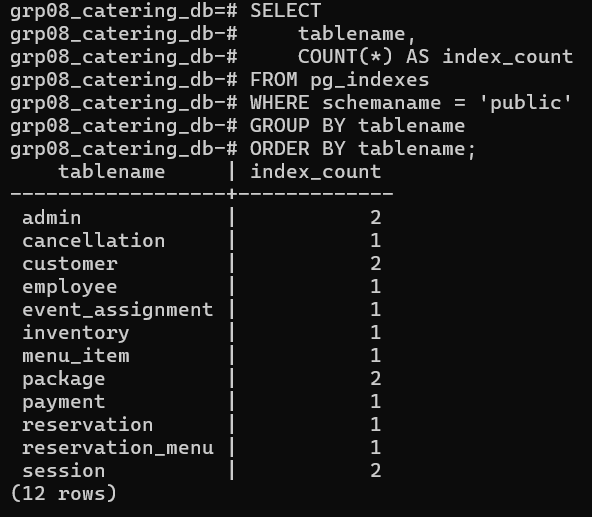 grp08_catering_db=# SELECT
grp08_catering_db-#     tablename,
grp08_catering_db-#     COUNT(*) AS index_count
grp08_catering_db-# FROM pg_indexes
grp08_catering_db-# WHERE schemaname = 'public'
grp08_catering_db-# GROUP BY tablename
grp08_catering_db-# ORDER BY tablename;
    tablename     | index_count
------------------+-------------
 admin            |           2
 cancellation     |           1
 customer         |           2
 employee         |           1
 event_assignment |           1
 inventory        |           1
 menu_item        |           1
 package          |           2
 payment          |           1
 reservation      |           1
 reservation_menu |           1
 session          |           2
(12 rows)